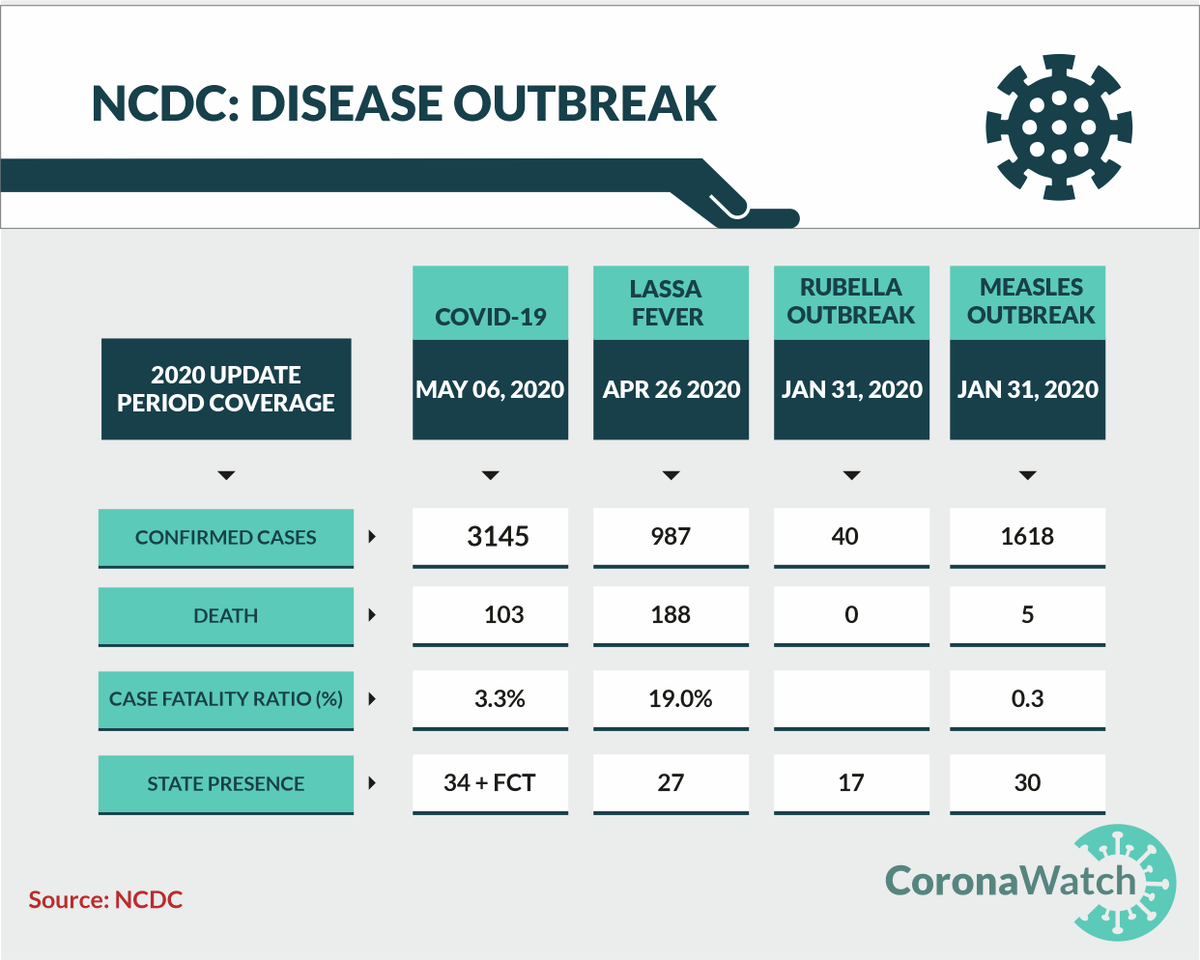 NCDC: DISEASE OUTBREAK
COVID-19
LASSA
FEVER
RUBELLA
OUTBREAK
MEASLES
OUTBREAK
2020 UPDATE
PERIOD COVERAGE
MAY 06, 2020
APR 26 2020
JAN 31, 2020
JAN 31, 2020
CONFIRMED CASES
3145
987
40
1618
DEATH
103
188
0
5
CASE FATALITY RATIO (%)
3.3%
19.0%
0.3
STATE PRESENCE
34 + FCT
27
17
30
Source: NCDC
CoronaWatch